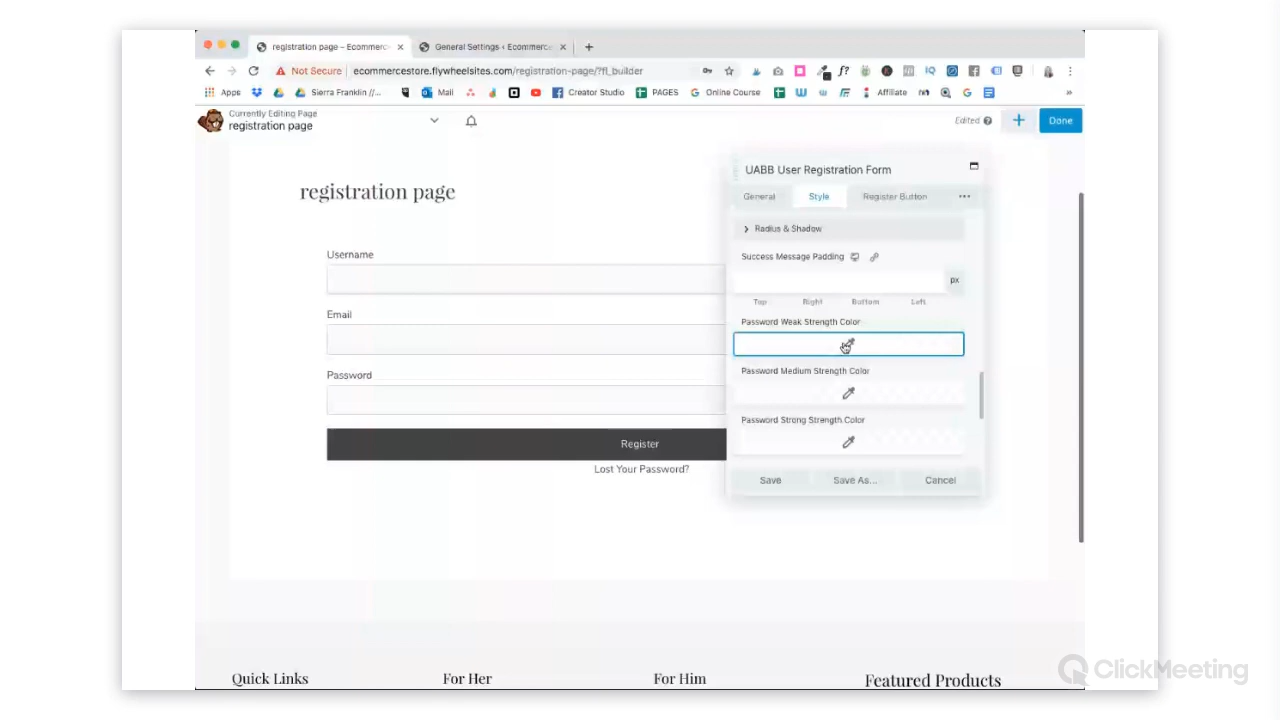 registration page – Ecommerc
General Settings ‹ Ecommerce
Not Secure
ecommercestore.flywheelsites.com/registration-page/?fl_builder
f?
IQ
Apps
Sierra Franklin //...
Mail
Creator Studio
PAGES
Online Course
Affiliate
»
Currently Editing Page
registration page
Edited
Done
registration page
Username
Email
Password
Register
Lost Your Password?
UABB User Registration Form
General
Style
Register Button
Radius & Shadow
Success Message Padding
px
Top
Right
Bottom
Left
Password Weak Strength Color
Password Medium Strength Color
Password Strong Strength Color
Save
Save As...
Cancel
Quick Links
For Her
For Him
Featured Products
ClickMeeting